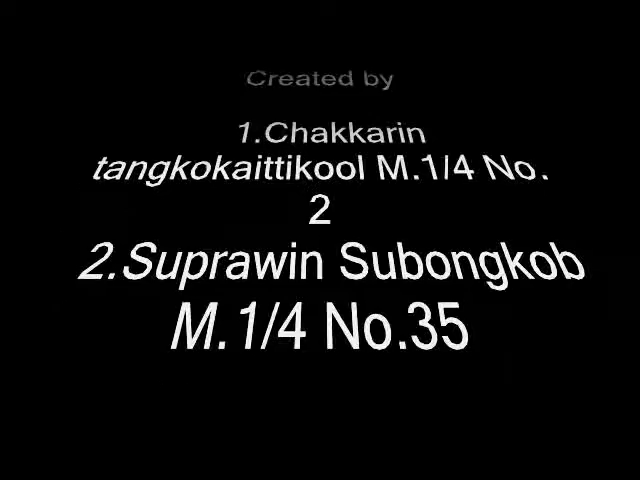 Created by
1.Chakkarin
tangkokaittikool M.1/4 No.
2
2.Suprawin Subongkob
M.1/4 No.35